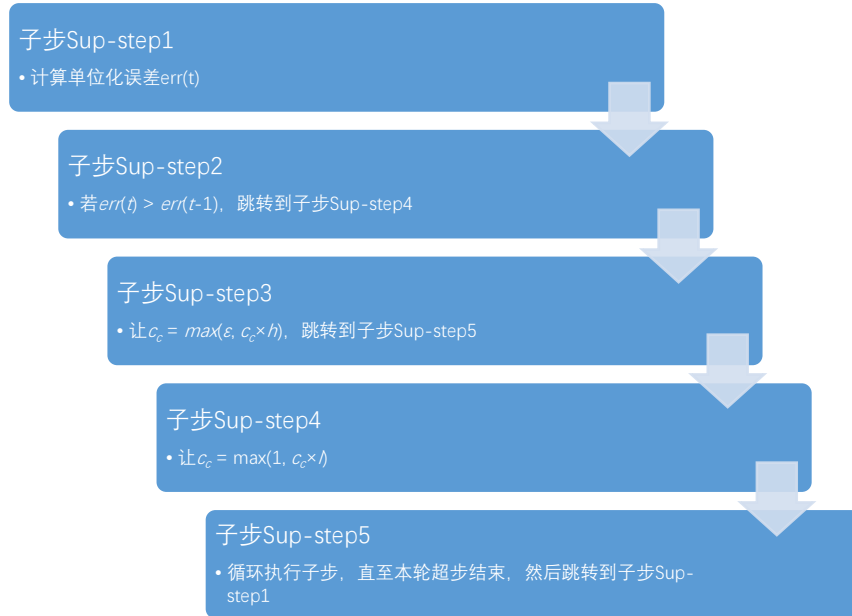 子步Sup-step1
• 计算单位化误差err(t)
子步Sup-step2
• 若err(t) > err(t-1)，跳转到子步Sup-step4
子步Sup-step3
• 让c_c = max(ε, c_c×h)，跳转到子步Sup-step5
子步Sup-step4
• 让c_c = max(1, c_c×l)
子步Sup-step5
• 循环执行子步，直至本轮超步结束，然后跳转到子步Sup-
step1